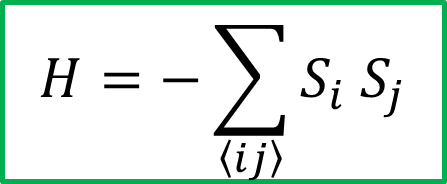 H = − ∑⟨ij⟩ Sᵢ Sⱼ